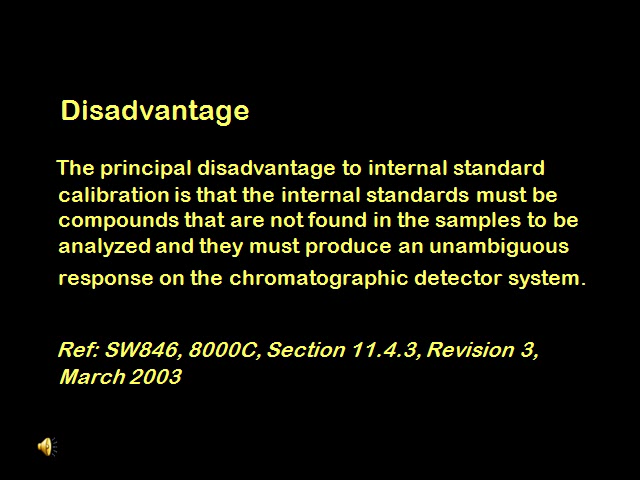 Disadvantage
The principal disadvantage to internal standard
calibration is that the internal standards must be
compounds that are not found in the samples to be
analyzed and they must produce an unambiguous
response on the chromatographic detector system.
Ref: SW846, 8000C, Section 11.4.3, Revision 3,
March 2003